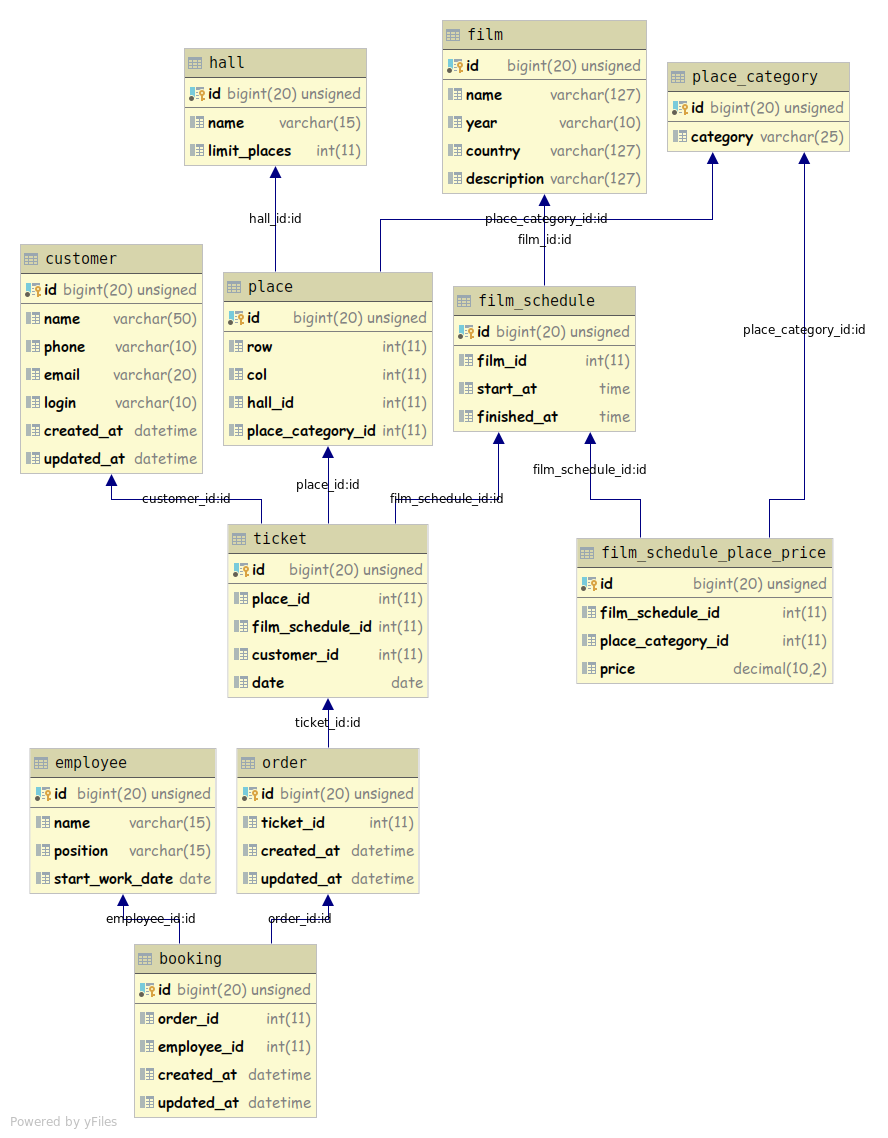 film
id bigint(20) unsigned
name varchar(127)
year varchar(10)
country varchar(127)
description varchar(127)
hall
id bigint(20) unsigned
name varchar(15)
limit_places int(11)
place_category
id bigint(20) unsigned
category varchar(25)
hall_id:id
place_category_id:id
film_id:id
place_category_id:id
customer
id bigint(20) unsigned
name varchar(50)
phone varchar(10)
email varchar(20)
login varchar(10)
created_at datetime
updated_at datetime
place
id bigint(20) unsigned
row int(11)
col int(11)
hall_id int(11)
place_category_id int(11)
film_schedule
id bigint(20) unsigned
film_id int(11)
start_at time
finished_at time
customer_id:id
place_id:id
film_schedule_id:id
film_schedule_id:id
ticket
id bigint(20) unsigned
place_id int(11)
film_schedule_id int(11)
customer_id int(11)
date date
film_schedule_place_price
id bigint(20) unsigned
film_schedule_id int(11)
place_category_id int(11)
price decimal(10,2)
ticket_id:id
employee
id bigint(20) unsigned
name varchar(15)
position varchar(15)
start_work_date date
order
id bigint(20) unsigned
ticket_id int(11)
created_at datetime
updated_at datetime
employee_id:id
order_id:id
booking
id bigint(20) unsigned
order_id int(11)
employee_id int(11)
created_at datetime
updated_at datetime
Powered by yFiles